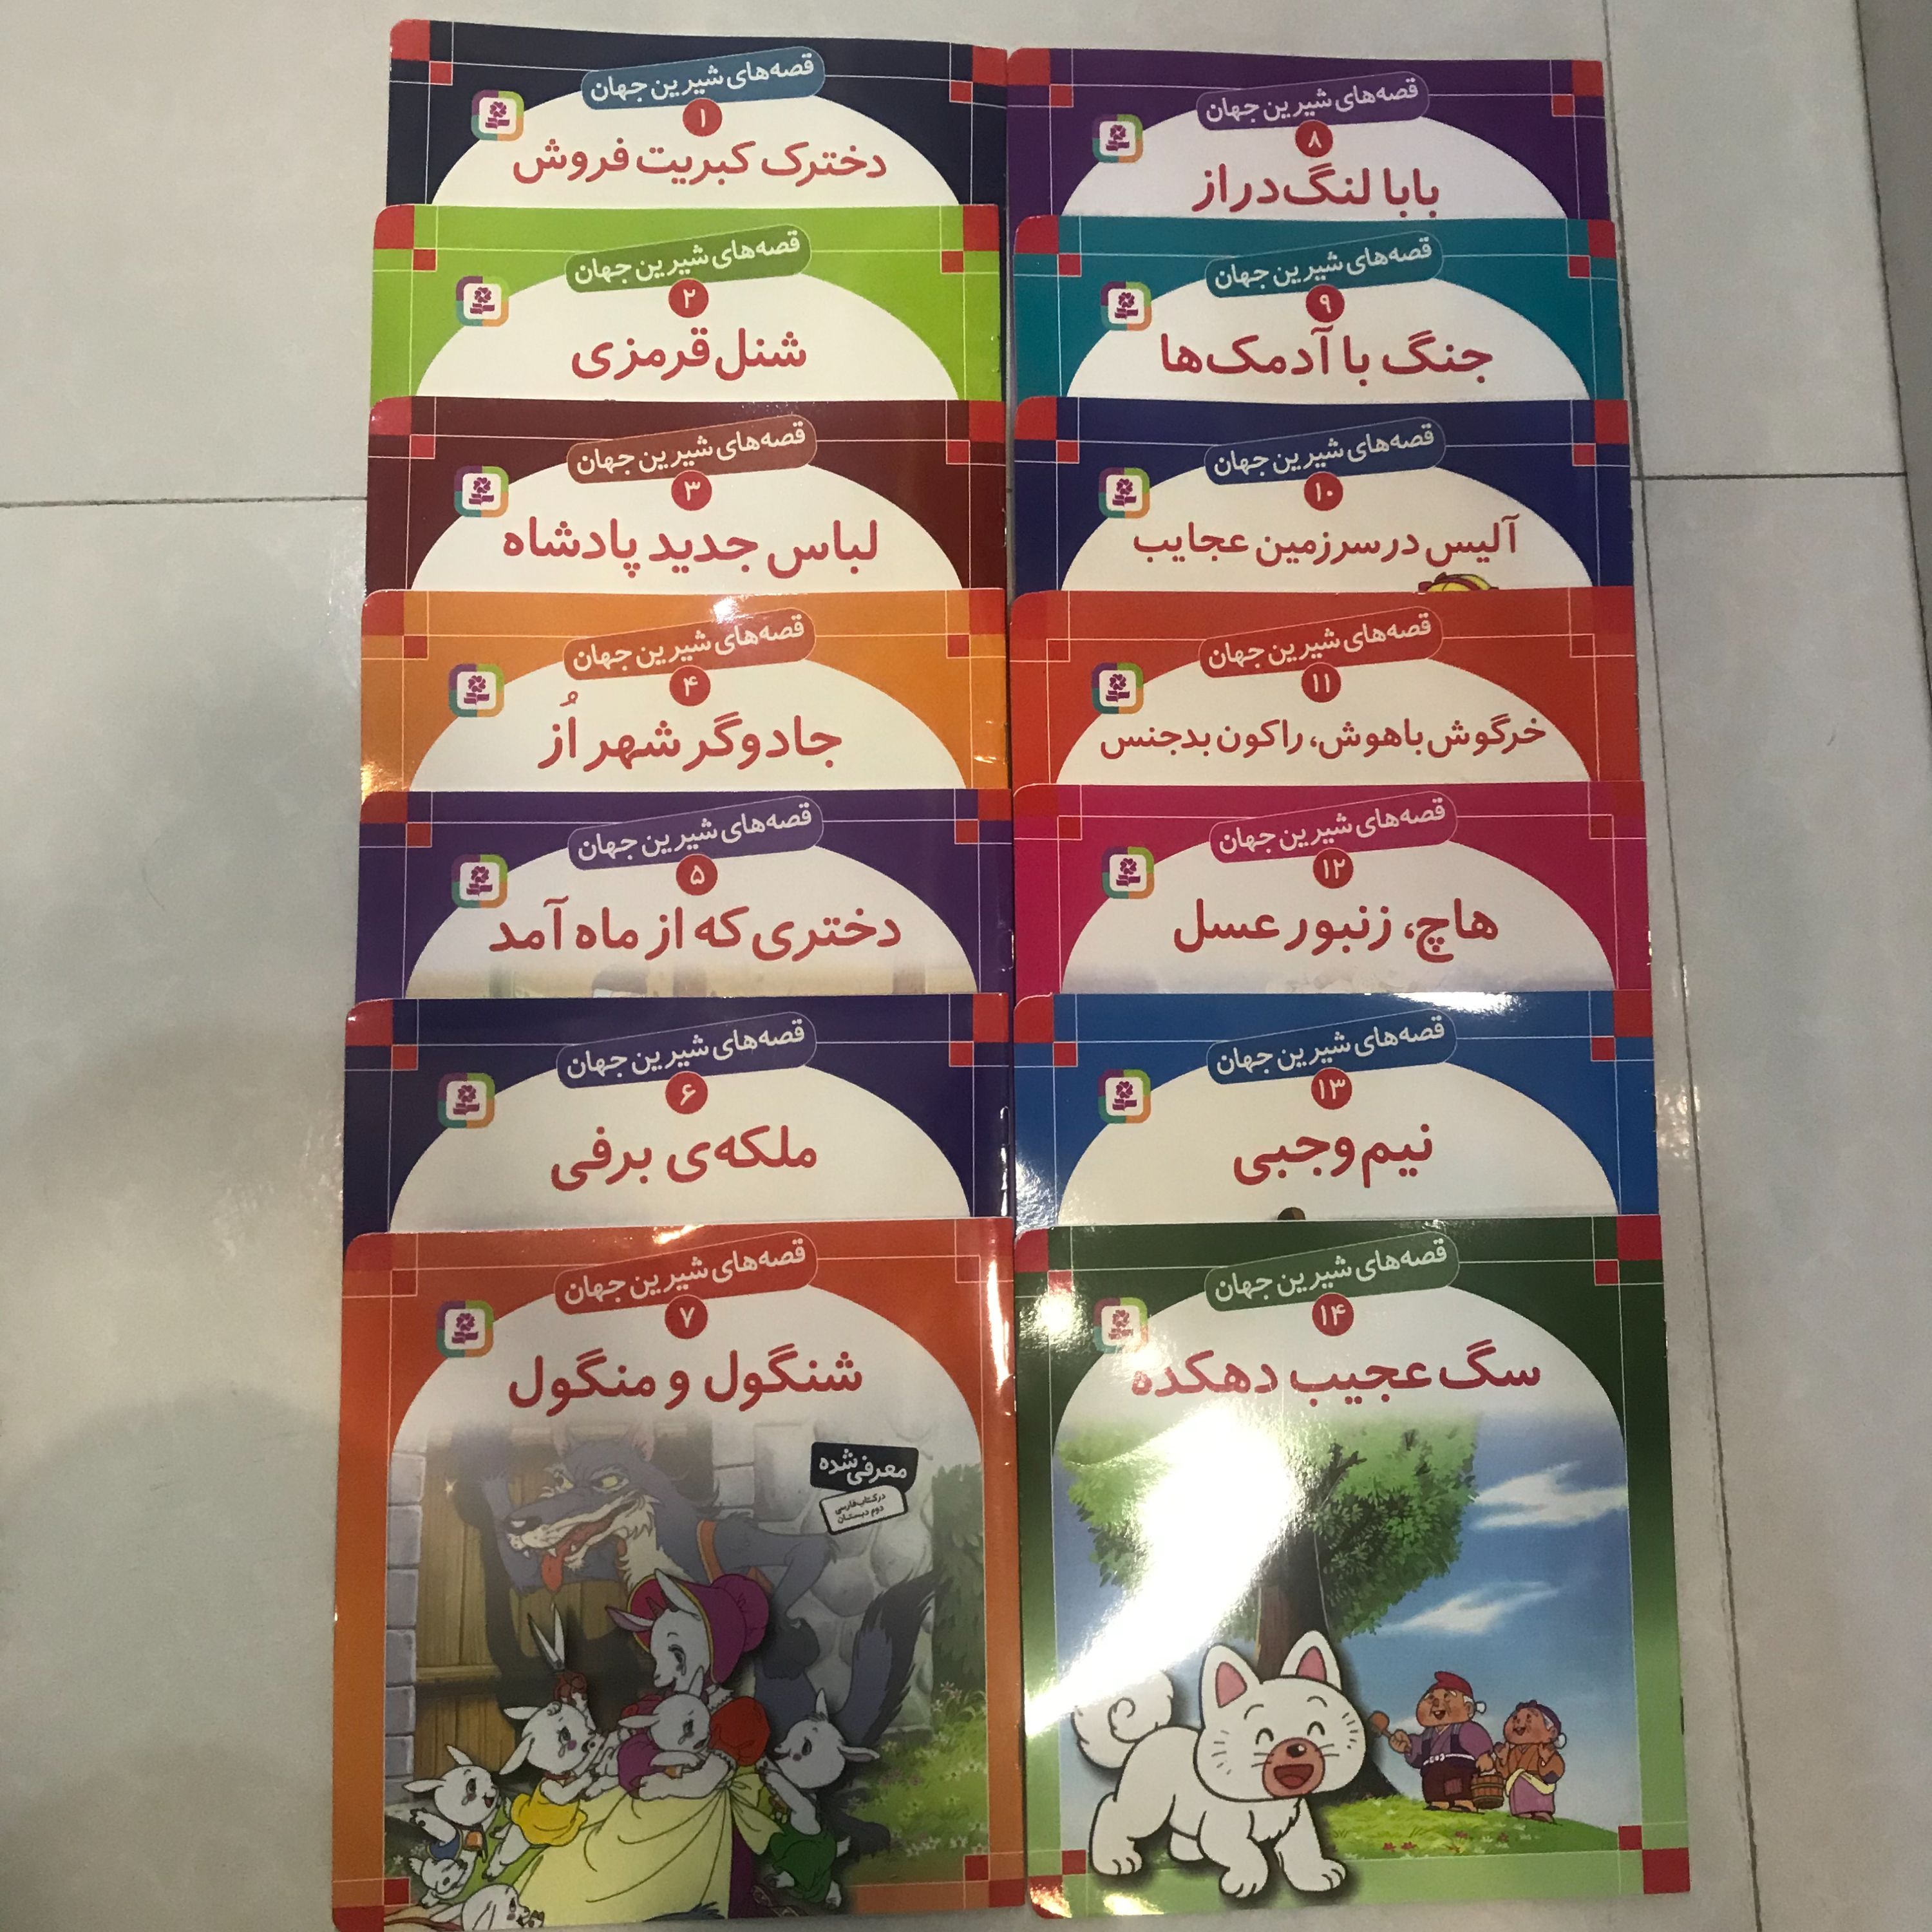 قصه‌های شیرین جهان
۱
دخترک کبریت فروش
قصه‌های شیرین جهان
۲
شنل قرمزی
قصه‌های شیرین جهان
۳
لباس جدید پادشاه
قصه‌های شیرین جهان
۴
جادوگر شهر اُز
قصه‌های شیرین جهان
۵
دختری که از ماه آمد
قصه‌های شیرین جهان
۶
ملکه‌ی برفی
قصه‌های شیرین جهان
۷
شنگول و منگول
معرفی شده
در کتاب فارسی
دوم دبستان
قصه‌های شیرین جهان
۸
بابا لنگ‌دراز
قصه‌های شیرین جهان
۹
جنگ با آدمک‌ها
قصه‌های شیرین جهان
۱۰
آلیس در سرزمین عجایب
قصه‌های شیرین جهان
۱۱
خرگوش باهوش، راکون بدجنس
قصه‌های شیرین جهان
۱۲
هاچ، زنبور عسل
قصه‌های شیرین جهان
۱۳
نیم‌وجبی
قصه‌های شیرین جهان
۱۴
سگ عجیب دهکده